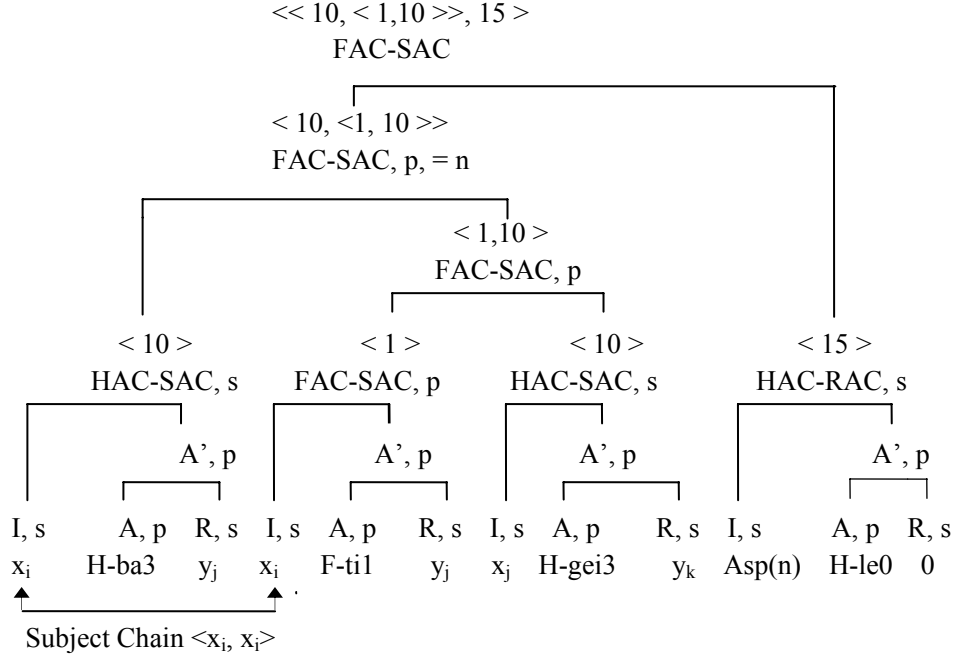 << 10, < 1,10 >>, 15 >
FAC-SAC
< 10, <1, 10 >>
FAC-SAC, p, = n
< 1,10 >
FAC-SAC, p
< 10 > < 1 > < 10 > < 15 >
HAC-SAC, s FAC-SAC, p HAC-SAC, s HAC-RAC, s
A’, p A’, p A’, p A’, p
I, s A, p R, s I, s A, p R, s I, s A, p R, s I, s A, p R, s
xi H-ba3 yj xi F-ti1 yj xj H-gei3 yk Asp(n) H-le0 0
Subject Chain <xi, xi>